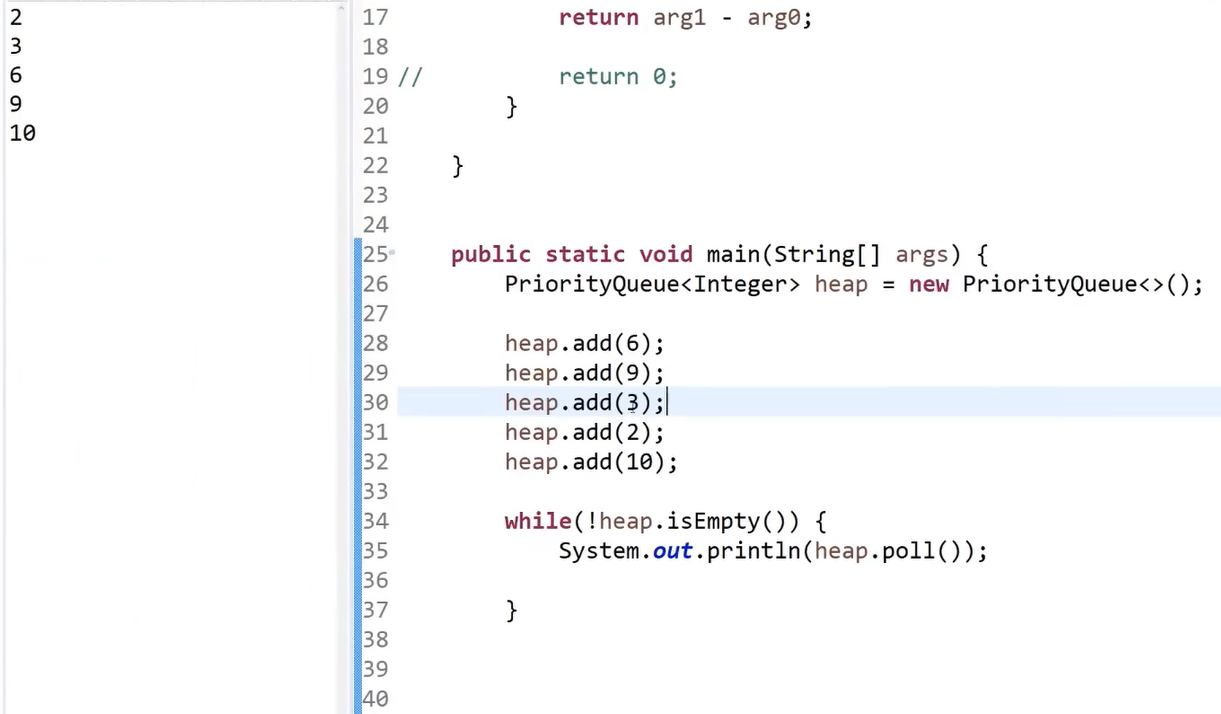 2
3
6
9
10
17 return arg1 - arg0;
18
19 // return 0;
20 }
21
22 }
23
24
25 public static void main(String[] args) {
26 PriorityQueue<Integer> heap = new PriorityQueue<>();
27
28 heap.add(6);
29 heap.add(9);
30 heap.add(3);
31 heap.add(2);
32 heap.add(10);
33
34 while(!heap.isEmpty()) {
35 System.out.println(heap.poll());
36
37 }
38
39
40